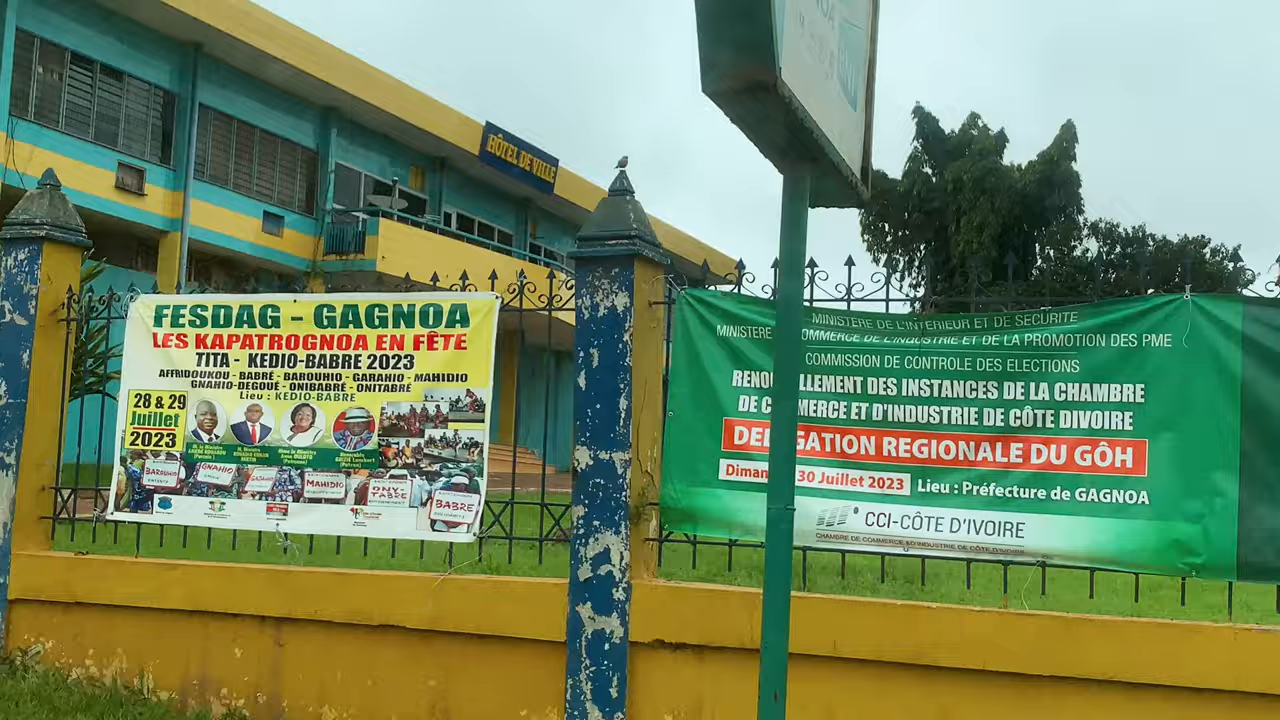 HÔTEL DE VILLE
FESDAG - GAGNOA
LES KAPATROGNOA EN FÊTE
TITA - KEDIO-BABRE 2023
AFFRIDOUKOU - BABRÉ - BAROUHIO - GARAHIO - MAHIDIO
GNAHIO-DEGOUÉ - ONIBABRÉ - ONITABRÉ
Lieu : KÉDIO-BABRE
28 & 29
Juillet
2023
BAROUHIO
GNAHIO
MAHIDIO
ONY-
TABRE
BABRE
MINISTERE DE L'INTERIEUR ET DE SECURITE
MINISTERE COMMERCE DE L'INDUSTRIE ET DE LA PROMOTION DES PME
COMMISSION DE CONTROLE DES ELECTIONS
RENOU LLEMENT DES INSTANCES DE LA CHAMBRE
DE C MMERCE ET D'INDUSTRIE DE CÔTE DIVOIRE
DEL GATION REGIONALE DU GÔH
Diman 30 Juillet 2023 Lieu : Préfecture de GAGNOA
CCI-CÔTE D'IVOIRE
CHAMBRE DE COMMERCE & D'INDUSTRIE DE CÔTE D'IVOIRE